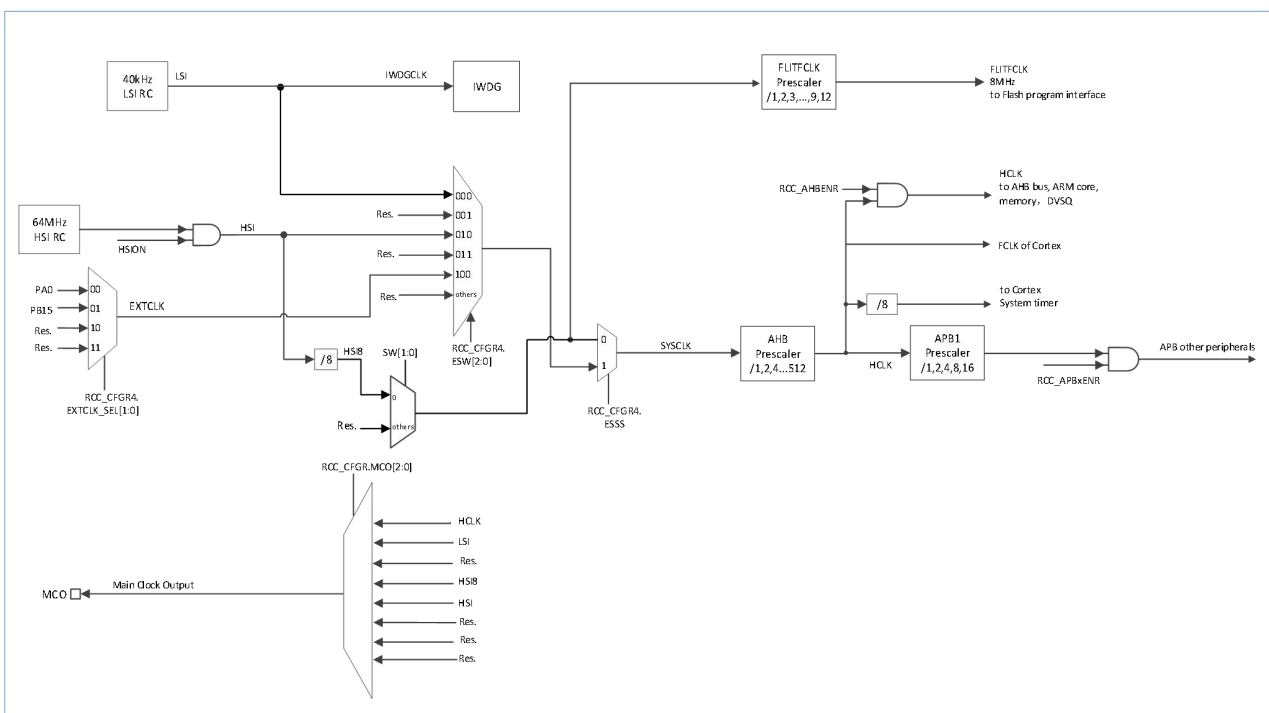 40kHz
LSI RC
LSI
IWDGCLK
IWDG
FLITFCLK
Prescaler
/1,2,3,...,9,12
FLITFCLK
8MHz
to Flash program interface
64MHz
HSI RC
HSION
HSI
000
Res.
001
010
Res.
011
100
Res.
others
RCC_CFGR4.
ESW[2:0]
PA0
00
PB15
01
Res.
10
Res.
11
EXTCLK
RCC_CFGR4.
EXTCLK_SEL[1:0]
/8
HSI8
SW[1:0]
0
Res.
others
0
1
RCC_CFGR4.
ESSS
SYSCLK
AHB
Prescaler
/1,2,4...512
RCC_AHBENR
HCLK
to AHB bus, ARM core,
memory, DVSQ
FCLK of Cortex
/8
to Cortex
System timer
HCLK
APB1
Prescaler
/1,2,4,8,16
RCC_APBxENR
APB other peripherals
RCC_CFGR.MCO[2:0]
HCLK
LSI
Res.
HSI8
HSI
Res.
Res.
Res.
MCO
Main Clock Output